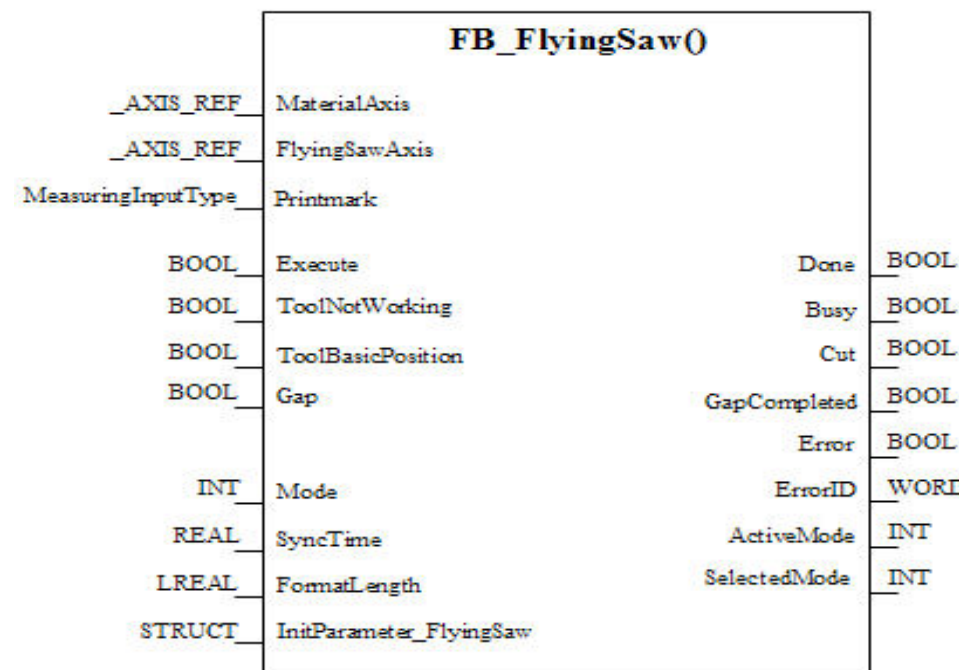 FB_FlyingSaw()
_AXIS_REF MaterialAxis
_AXIS_REF FlyingSawAxis
MeasuringInputType Printmark
BOOL Execute Done BOOL
BOOL ToolNotWorking Busy BOOL
BOOL ToolBasicPosition Cut BOOL
BOOL Gap GapCompleted BOOL
Error BOOL
INT Mode ErrorID WORD
REAL SyncTime ActiveMode INT
LREAL FormatLength SelectedMode INT
STRUCT InitParameter_FlyingSaw